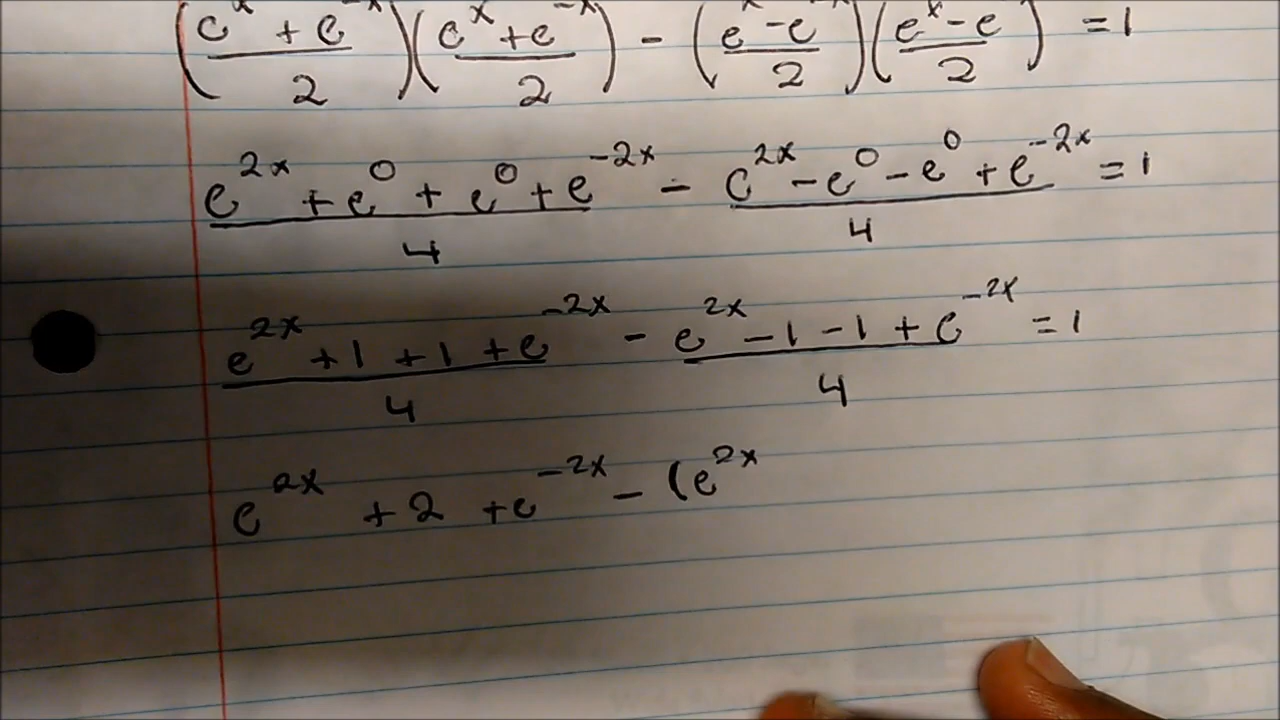 (e^x + e^-x / 2)(e^x + e^-x / 2) - (e^x - e^-x / 2)(e^x - e / 2) = 1
e^2x + e^0 + e^0 + e^-2x / 4 - e^2x - e^0 - e^0 + e^-2x / 4 = 1
e^2x + 1 + 1 + e^-2x / 4 - e^2x - 1 - 1 + e^-2x / 4 = 1
e^2x + 2 + e^-2x - (e^2x